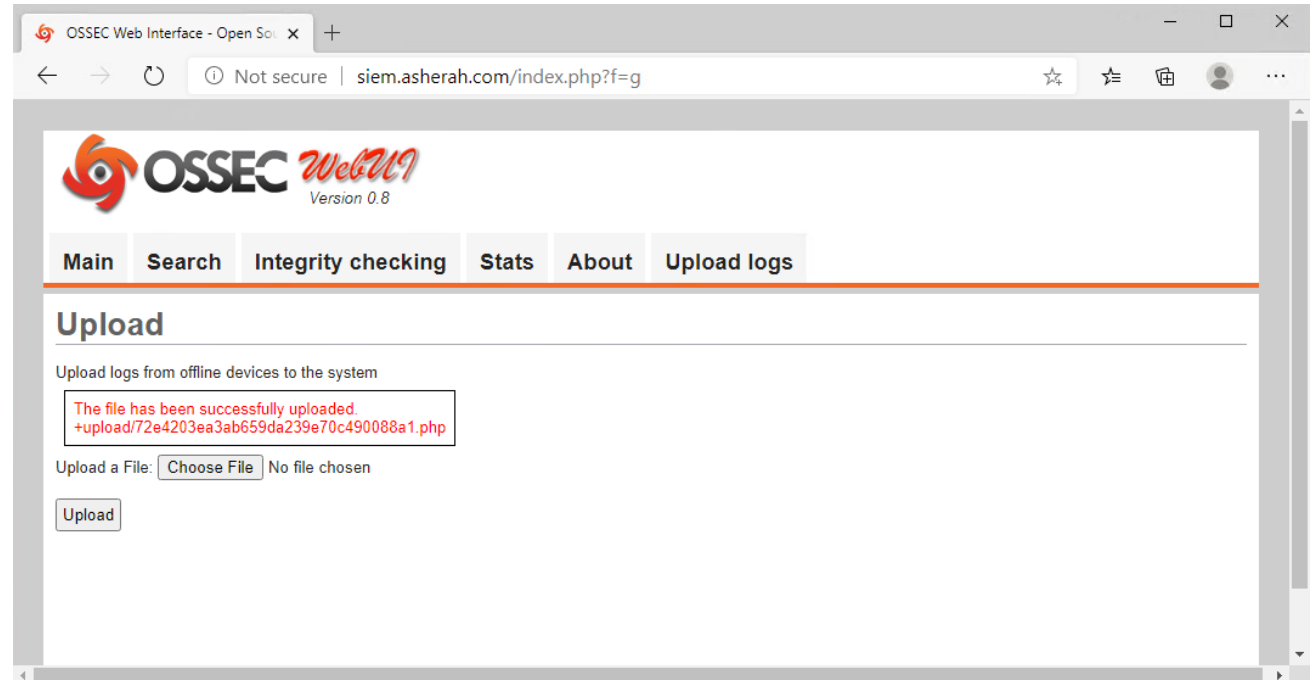 OSSEC Web Interface - Open Sou
Not secure | siem.asherah.com/index.php?f=g
OSSEC WebUI
Version 0.8
Main Search Integrity checking Stats About Upload logs
Upload
Upload logs from offline devices to the system
The file has been successfully uploaded.
+upload/72e4203ea3ab659da239e70c490088a1.php
Upload a File: Choose File No file chosen
Upload